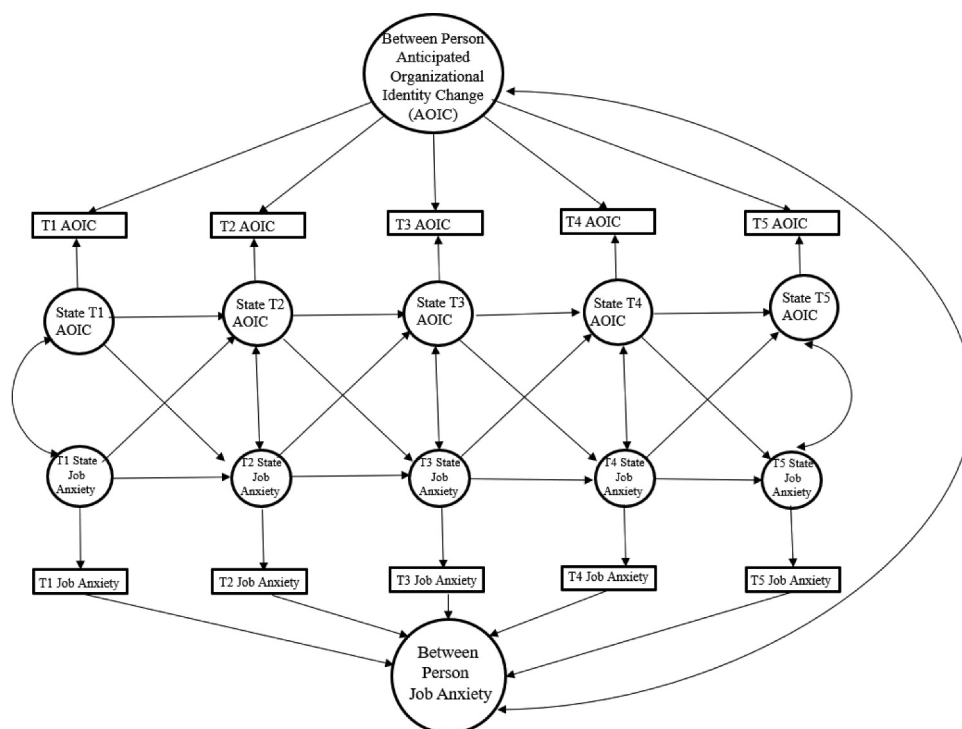 Between Person
Anticipated
Organizational
Identity Change
(AOIC)
T1 AOIC
T2 AOIC
T3 AOIC
T4 AOIC
T5 AOIC
State T1
AOIC
State T2
AOIC
State T3
AOIC
State T4
AOIC
State T5
AOIC
T1 State
Job
Anxiety
T2 State
Job
Anxiety
T3 State
Job
Anxiety
T4 State
Job
Anxiety
T5 State
Job
Anxiety
T1 Job Anxiety
T2 Job Anxiety
T3 Job Anxiety
T4 Job Anxiety
T5 Job Anxiety
Between
Person
Job Anxiety